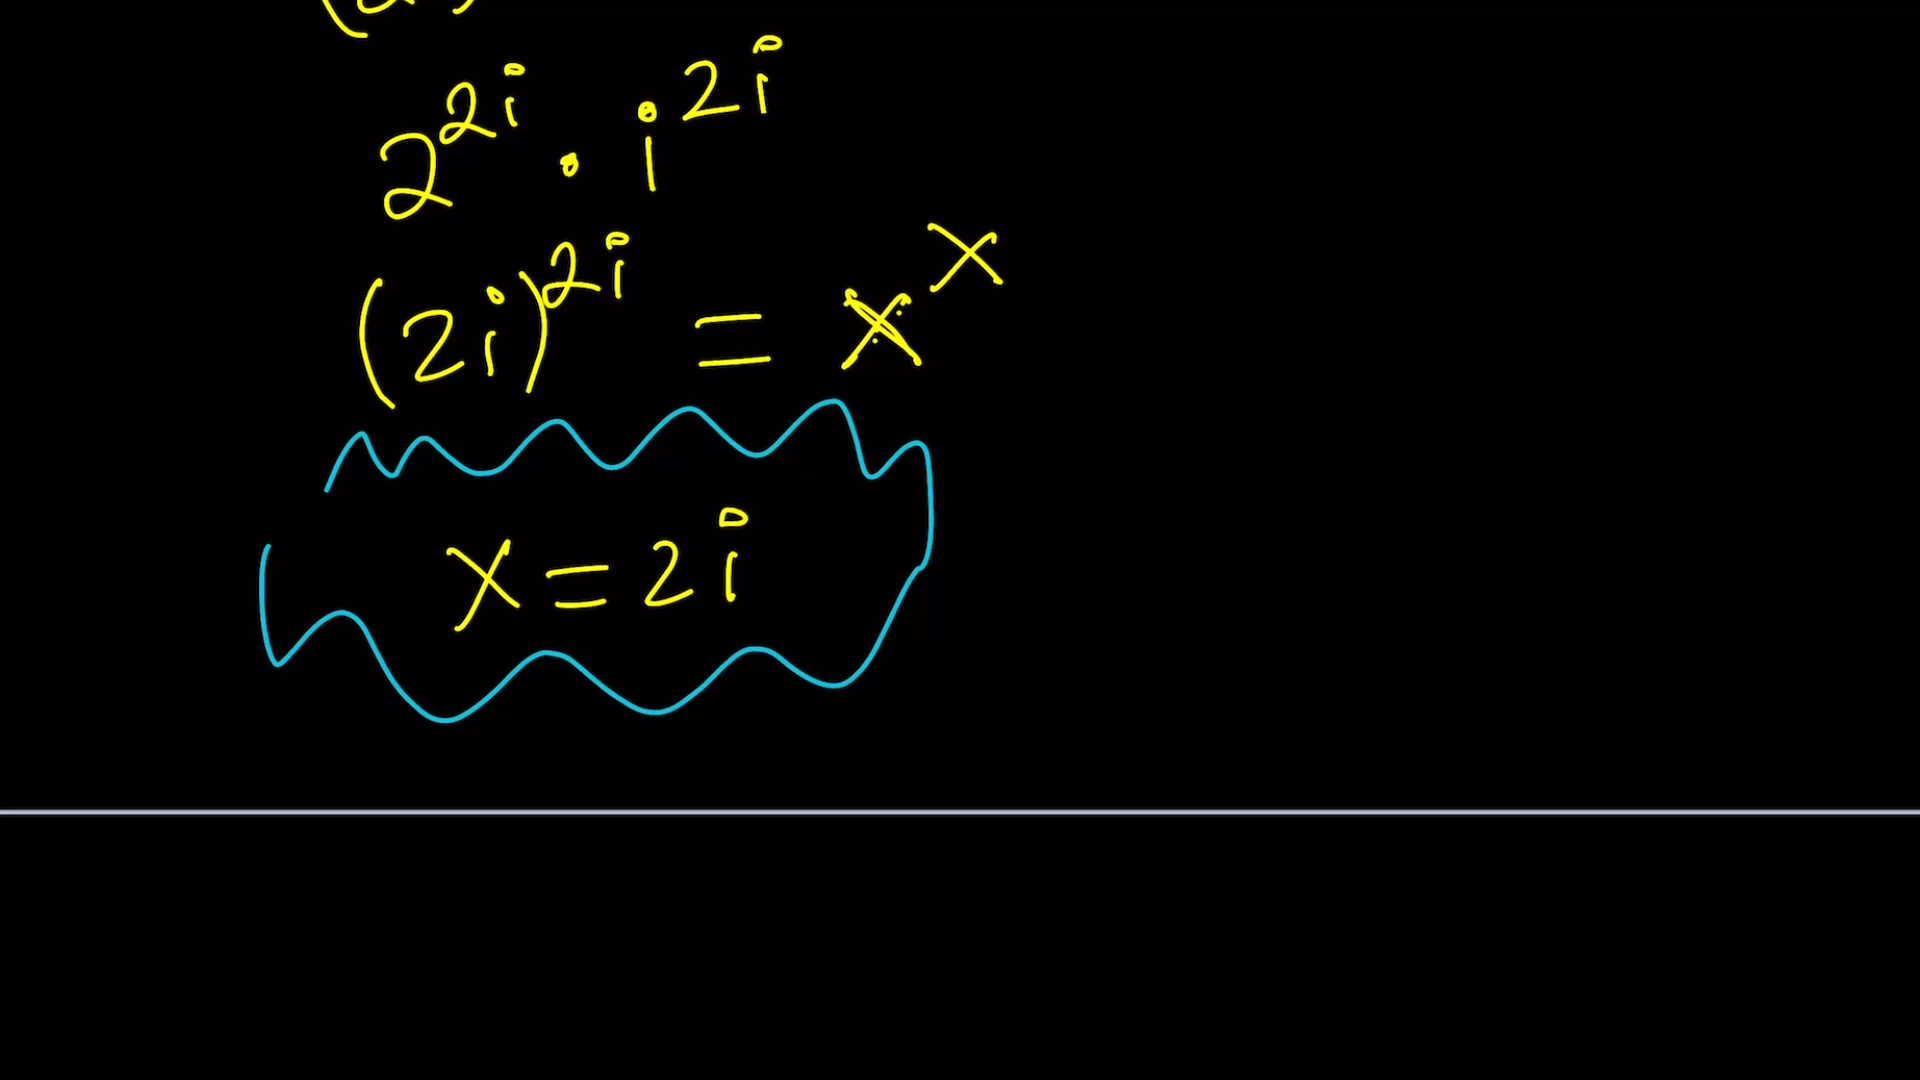 2^{2i} · i^{2i}
(2i)^{2i} = x^x
x = 2i